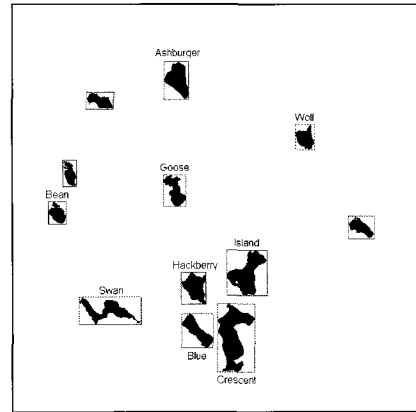 Ashburger
Wolf
Goose
Bean
Island
Hackberry
Swan
Blue
Crescent